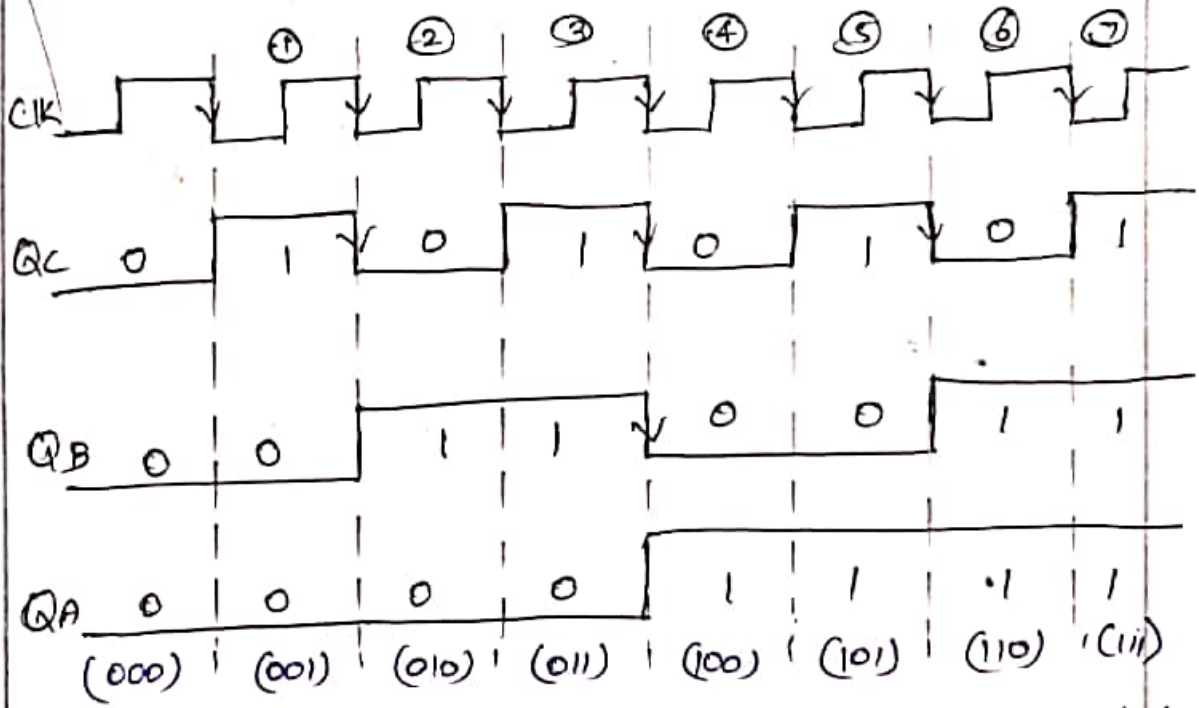 ① ② ③ ④ ⑤ ⑥ ⑦
Clk
QC 0 1 0 1 0 1 0 1
QB 0 0 1 1 0 0 1 1
QA 0 0 0 0 1 1 1 1
(000) (001) (010) (011) (100) (101) (110) (111)